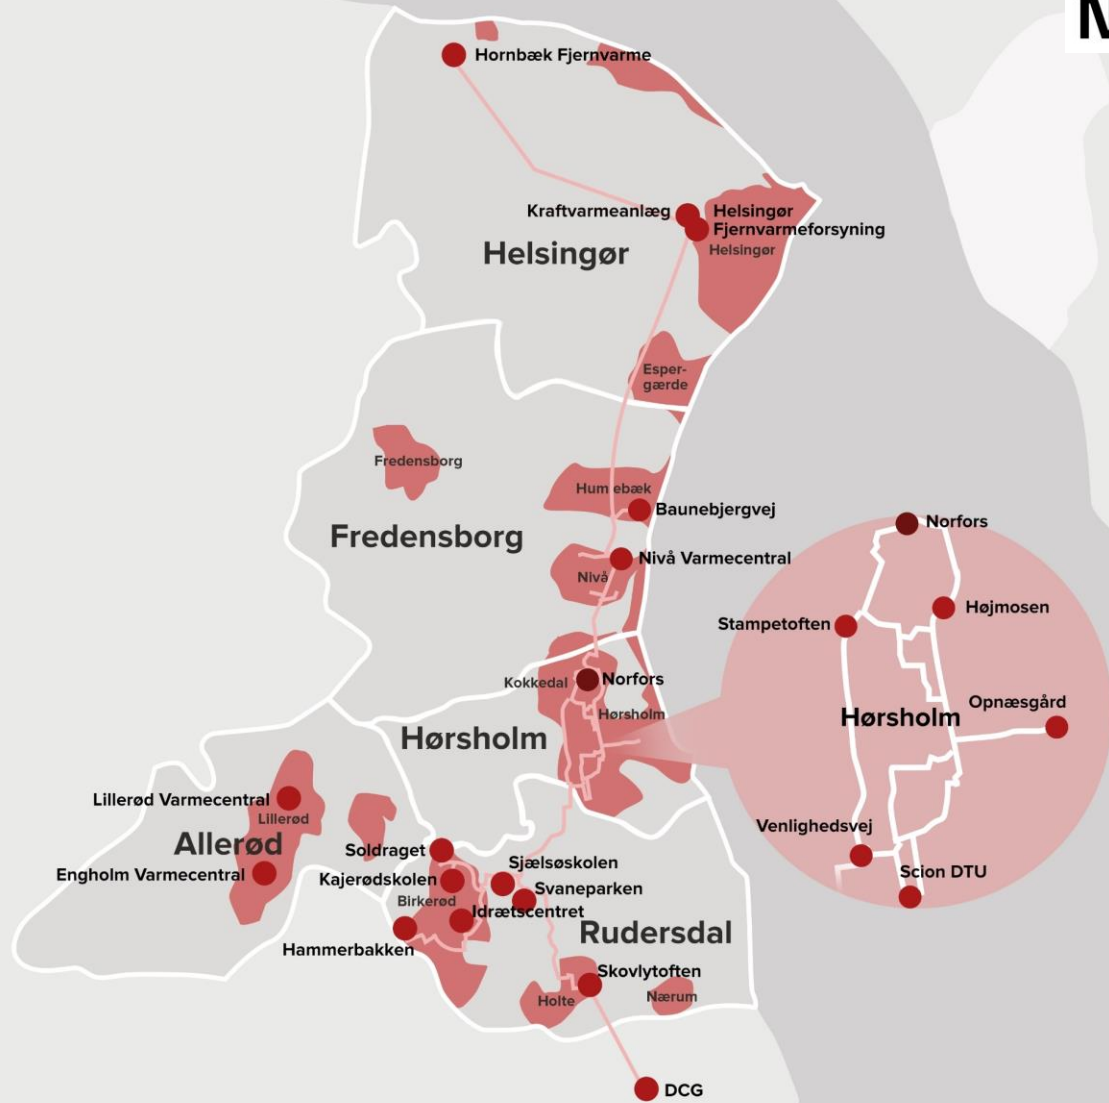 Hornbæk Fjernvarme
Kraftvarmeanlæg
Helsingør
Fjernvarmeforsyning
Helsingør
Helsingør
Esper-
gærde
Fredensborg
Humlebæk
Baunebjergvej
Fredensborg
Nivå Varmecentral
Nivå
Kokkedal
Norfors
Hørsholm
Hørsholm
Norfors
Højmosen
Stampetoften
Opnæsgård
Hørsholm
Venlighedsvej
Scion DTU
Lillerød Varmecentral
Lillerød
Allerød
Engholm Varmecentral
Soldraget
Kajerødskolen
Birkerød
Idrætscentret
Hammerbakken
Sjælsøskolen
Svaneparken
Rudersdal
Skovlytoften
Holte
Nærum
DCG